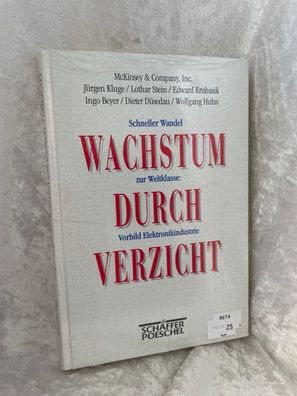 McKinsey & Company, Inc.
Jürgen Kluge / Lothar Stein / Edward Krubasik
Ingo Beyer / Dieter Düsedau / Wolfgang Huhn
Schneller Wandel
WACHSTUM
zur Weltklasse:
DURCH
Vorbild Elektronikindustrie
VERZICHT
SCHÄFFER
POESCHEL
META
25